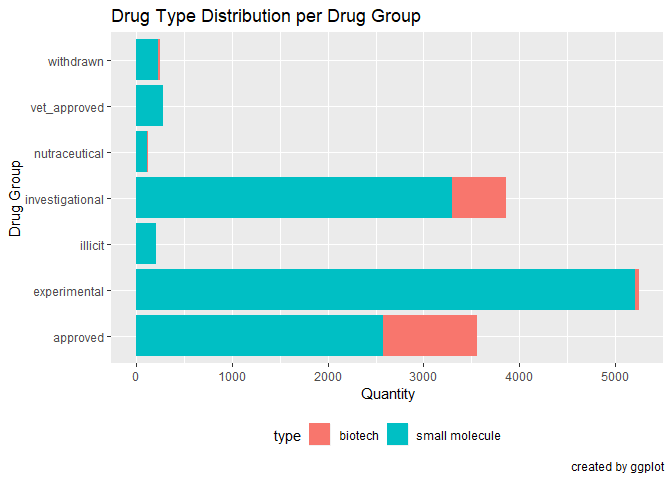 Drug Type Distribution per Drug Group
withdrawn
vet_approved
nutraceutical
investigational
illicit
experimental
approved
Drug Group
0 1000 2000 3000 4000 5000
Quantity
type biotech small molecule
created by ggplot